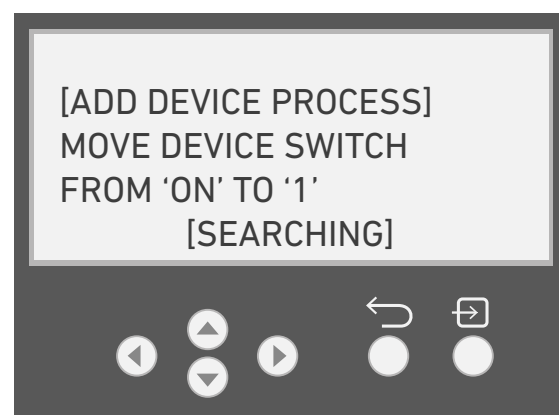 [ADD DEVICE PROCESS]
MOVE DEVICE SWITCH
FROM ‘ON’ TO ‘1’
[SEARCHING]